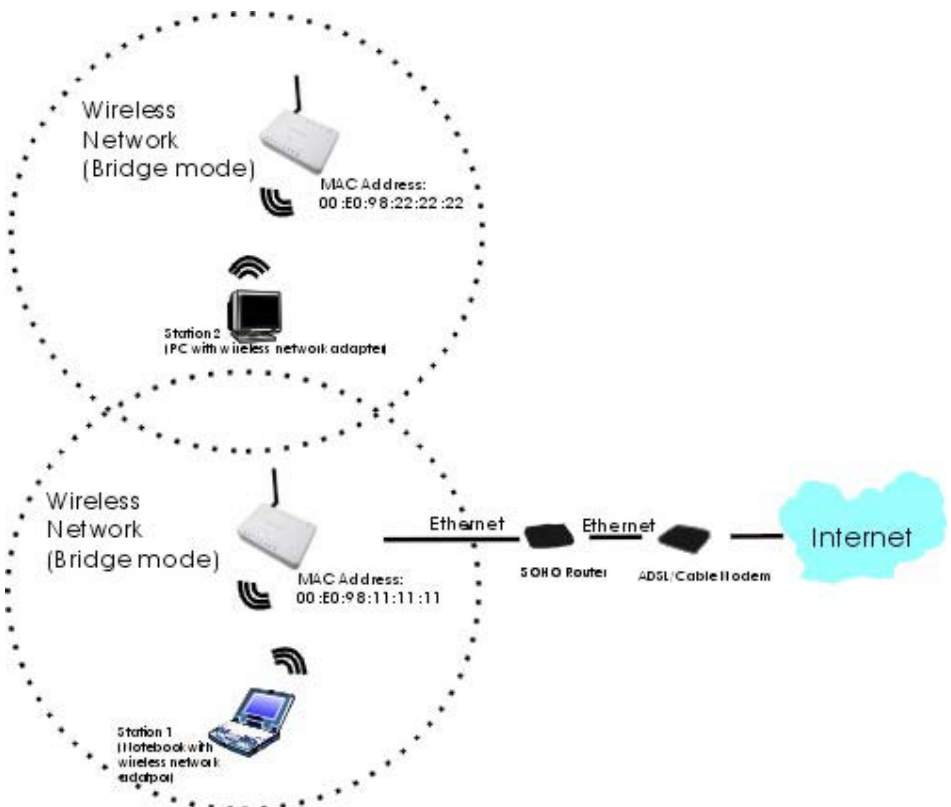 Wireless
Network
(Bridge mode)
MAC Address:
00:E0:98:22:22:22
Station 2
(PC with wireless network adapter)
Wireless
Network
(Bridge mode)
Ethernet
Ethernet
Internet
SOHO Router
ADSL/Cable Modem
MAC Address:
00:E0:98:11:11:11
Station 1
(Notebook with
wireless network
adatpor)